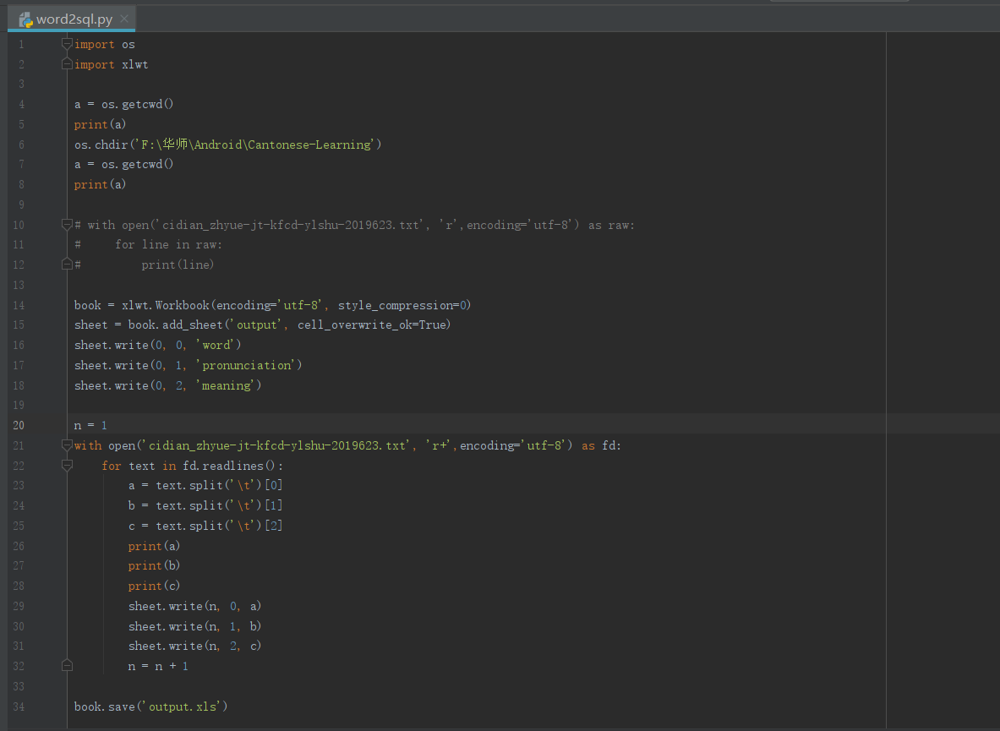 word2sql.py
1 import os
2 import xlwt
3
4 a = os.getcwd()
5 print(a)
6 os.chdir('F:\华师\Android\Cantonese-Learning')
7 a = os.getcwd()
8 print(a)
9
10 # with open('cidian_zhyue-jt-kfcd-ylshu-2019623.txt', 'r',encoding='utf-8') as raw:
11 #     for line in raw:
12 #         print(line)
13
14 book = xlwt.Workbook(encoding='utf-8', style_compression=0)
15 sheet = book.add_sheet('output', cell_overwrite_ok=True)
16 sheet.write(0, 0, 'word')
17 sheet.write(0, 1, 'pronunciation')
18 sheet.write(0, 2, 'meaning')
19
20 n = 1
21 with open('cidian_zhyue-jt-kfcd-ylshu-2019623.txt', 'r+',encoding='utf-8') as fd:
22     for text in fd.readlines():
23         a = text.split('\t')[0]
24         b = text.split('\t')[1]
25         c = text.split('\t')[2]
26         print(a)
27         print(b)
28         print(c)
29         sheet.write(n, 0, a)
30         sheet.write(n, 1, b)
31         sheet.write(n, 2, c)
32         n = n + 1
33
34 book.save('output.xls')